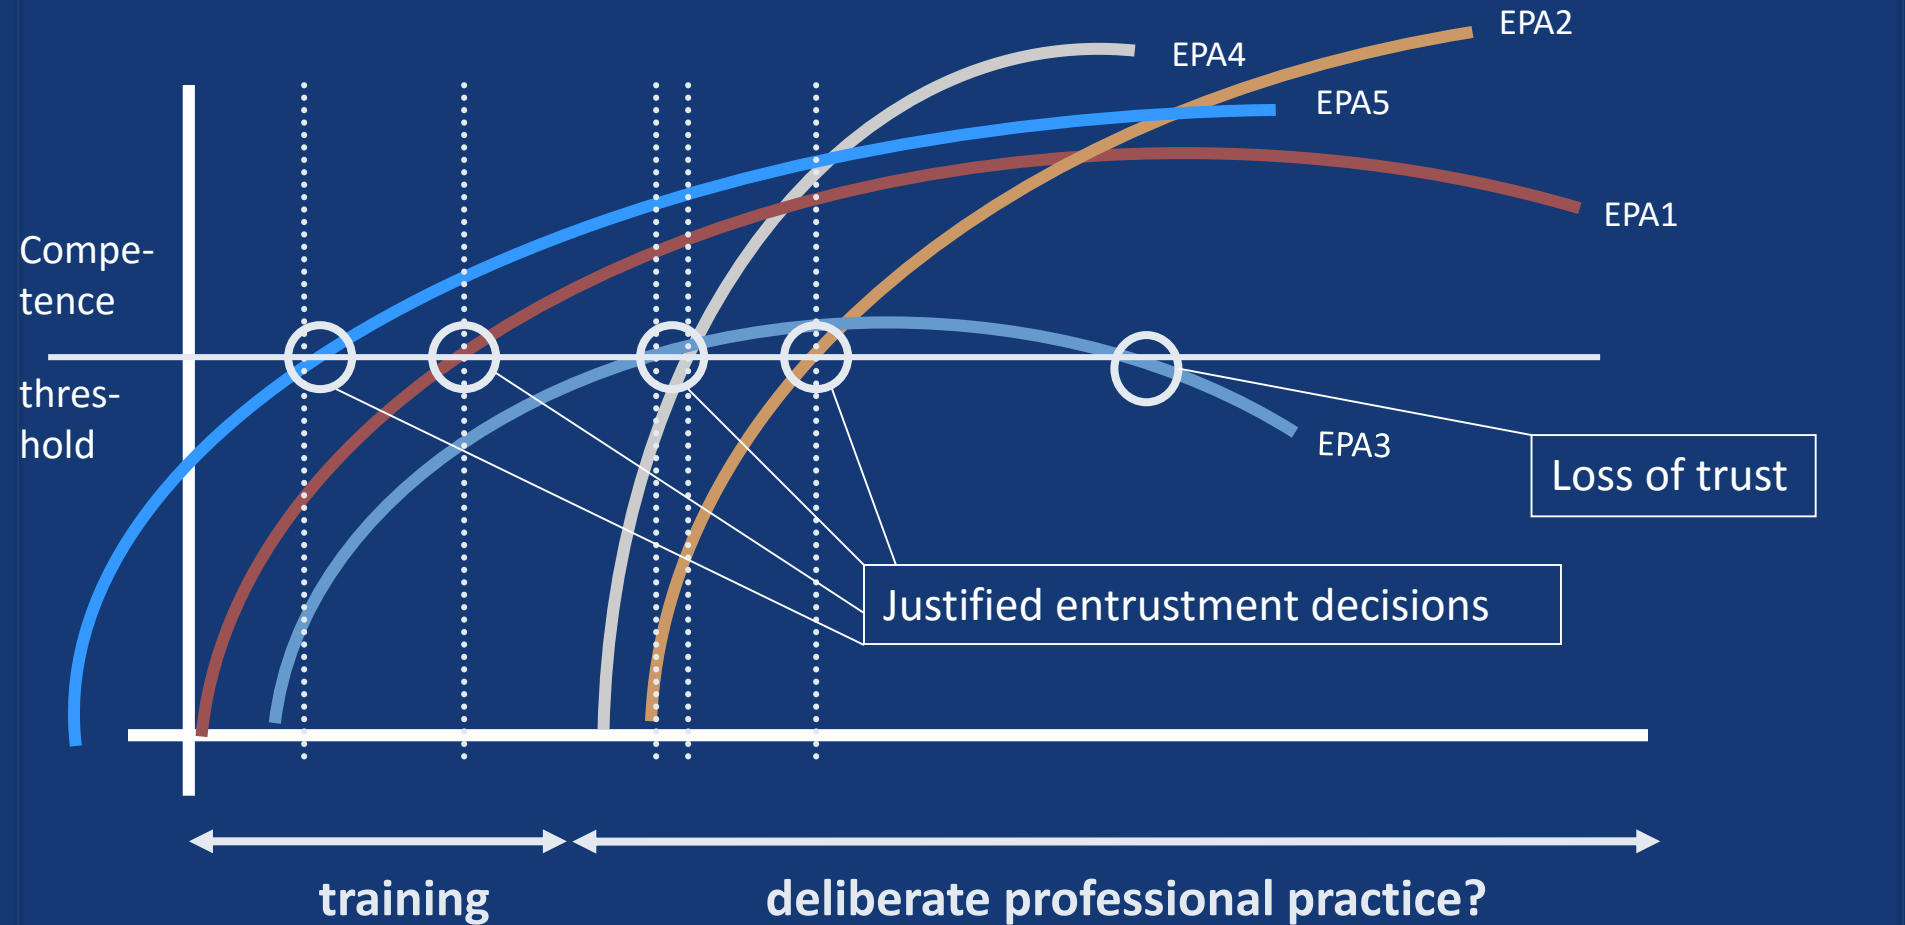 EPA2
EPA4
EPA5
EPA1
Compe-
tence
thres-
hold
EPA3
Loss of trust
Justified entrustment decisions
training
deliberate professional practice?